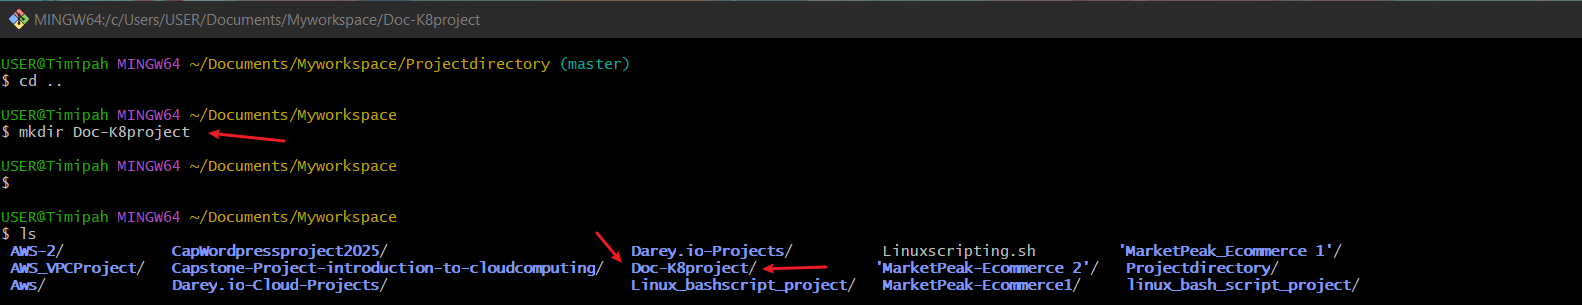 MINGW64:/c/Users/USER/Documents/Myworkspace/Doc-K8project
USER@Timipah MINGW64 ~/Documents/Myworkspace/Projectdirectory (master)
$ cd ..
USER@Timipah MINGW64 ~/Documents/Myworkspace
$ mkdir Doc-K8project
USER@Timipah MINGW64 ~/Documents/Myworkspace
$
USER@Timipah MINGW64 ~/Documents/Myworkspace
$ ls
AWS-2/ CapWordpressproject2025/ Darey.io-Projects/ Linuxscripting.sh 'MarketPeak_Ecommerce 1'/
AWS_VPCProject/ Capstone-Project-introduction-to-cloudcomputing/ Doc-K8project/ 'MarketPeak-Ecommerce 2'/ Projectdirectory/
Aws/ Darey.io-Cloud-Projects/ Linux_bashscript_project/ MarketPeak-Ecommerce1/ linux_bash_script_project/